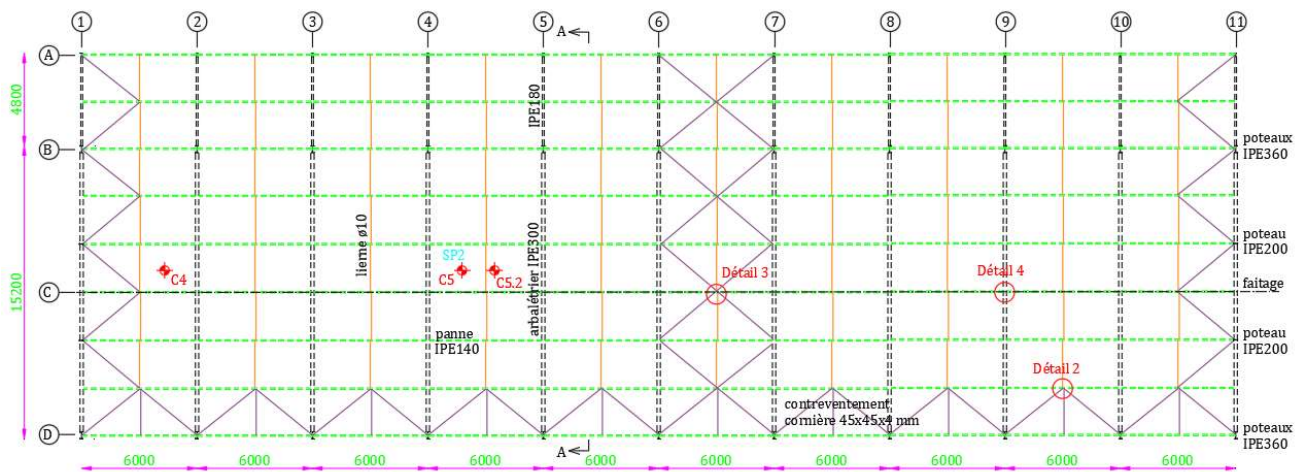 1 2 3 4 5 6 7 8 9 10 11
A
A
4800
IPE180
B
poteaux
IPE360
lierne ø10
arbalétrier IPE300
15200
poteau
IPE200
SP2
C4
C5
C5.2
Détail 3
Détail 4
faitage
C
panne
IPE140
poteau
IPE200
Détail 2
contreventement
cornière 45x45x4 mm
D
poteaux
IPE360
A
6000 6000 6000 6000 6000 6000 6000 6000 6000 6000